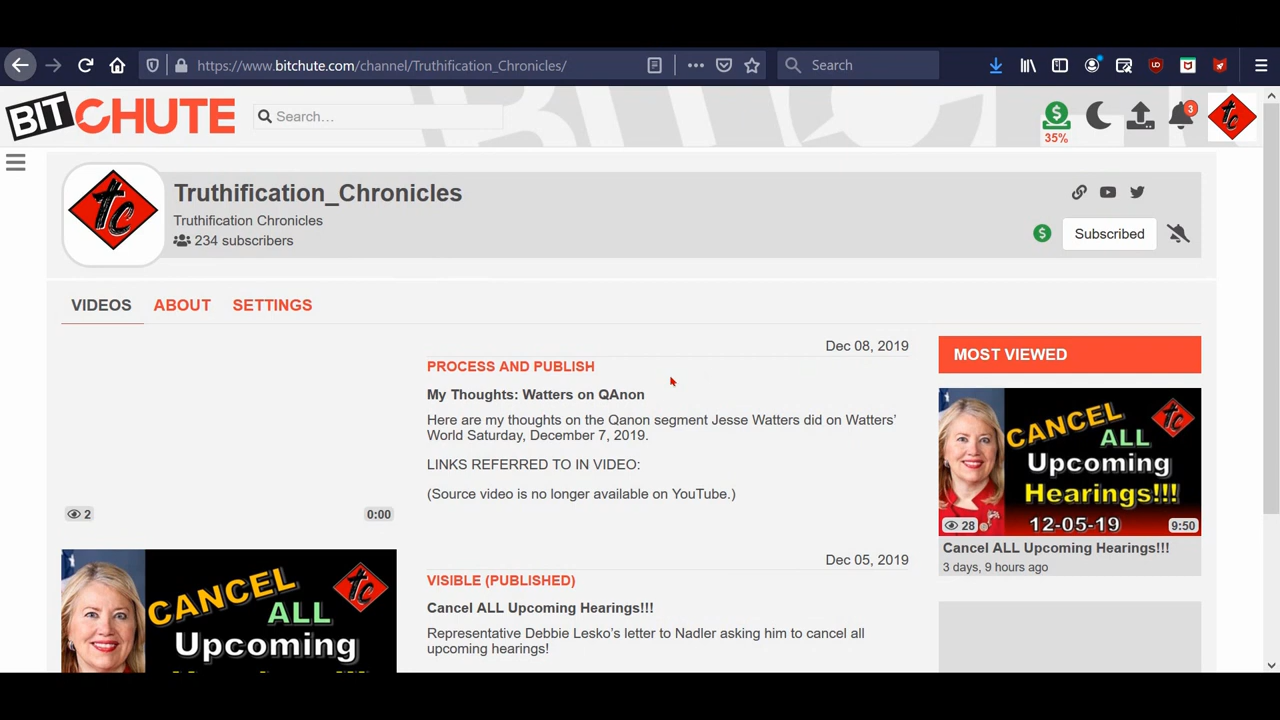 https://www.bitchute.com/channel/Truthification_Chronicles/
Search
BITCHUTE
Search...
35%
3
tc
tc
Truthification_Chronicles
Truthification Chronicles
234 subscribers
Subscribed
VIDEOS
ABOUT
SETTINGS
Dec 08, 2019
PROCESS AND PUBLISH
My Thoughts: Watters on QAnon
Here are my thoughts on the Qanon segment Jesse Watters did on Watters'
World Saturday, December 7, 2019.
LINKS REFERRED TO IN VIDEO:
(Source video is no longer available on YouTube.)
2
0:00
Dec 05, 2019
VISIBLE (PUBLISHED)
Cancel ALL Upcoming Hearings!!!
Representative Debbie Lesko's letter to Nadler asking him to cancel all
upcoming hearings!
CANCEL
tc
ALL
Upcoming
MOST VIEWED
CANCEL
tc
ALL
Upcoming
Hearings!!!
28
12-05-19
9:50
Cancel ALL Upcoming Hearings!!!
3 days, 9 hours ago